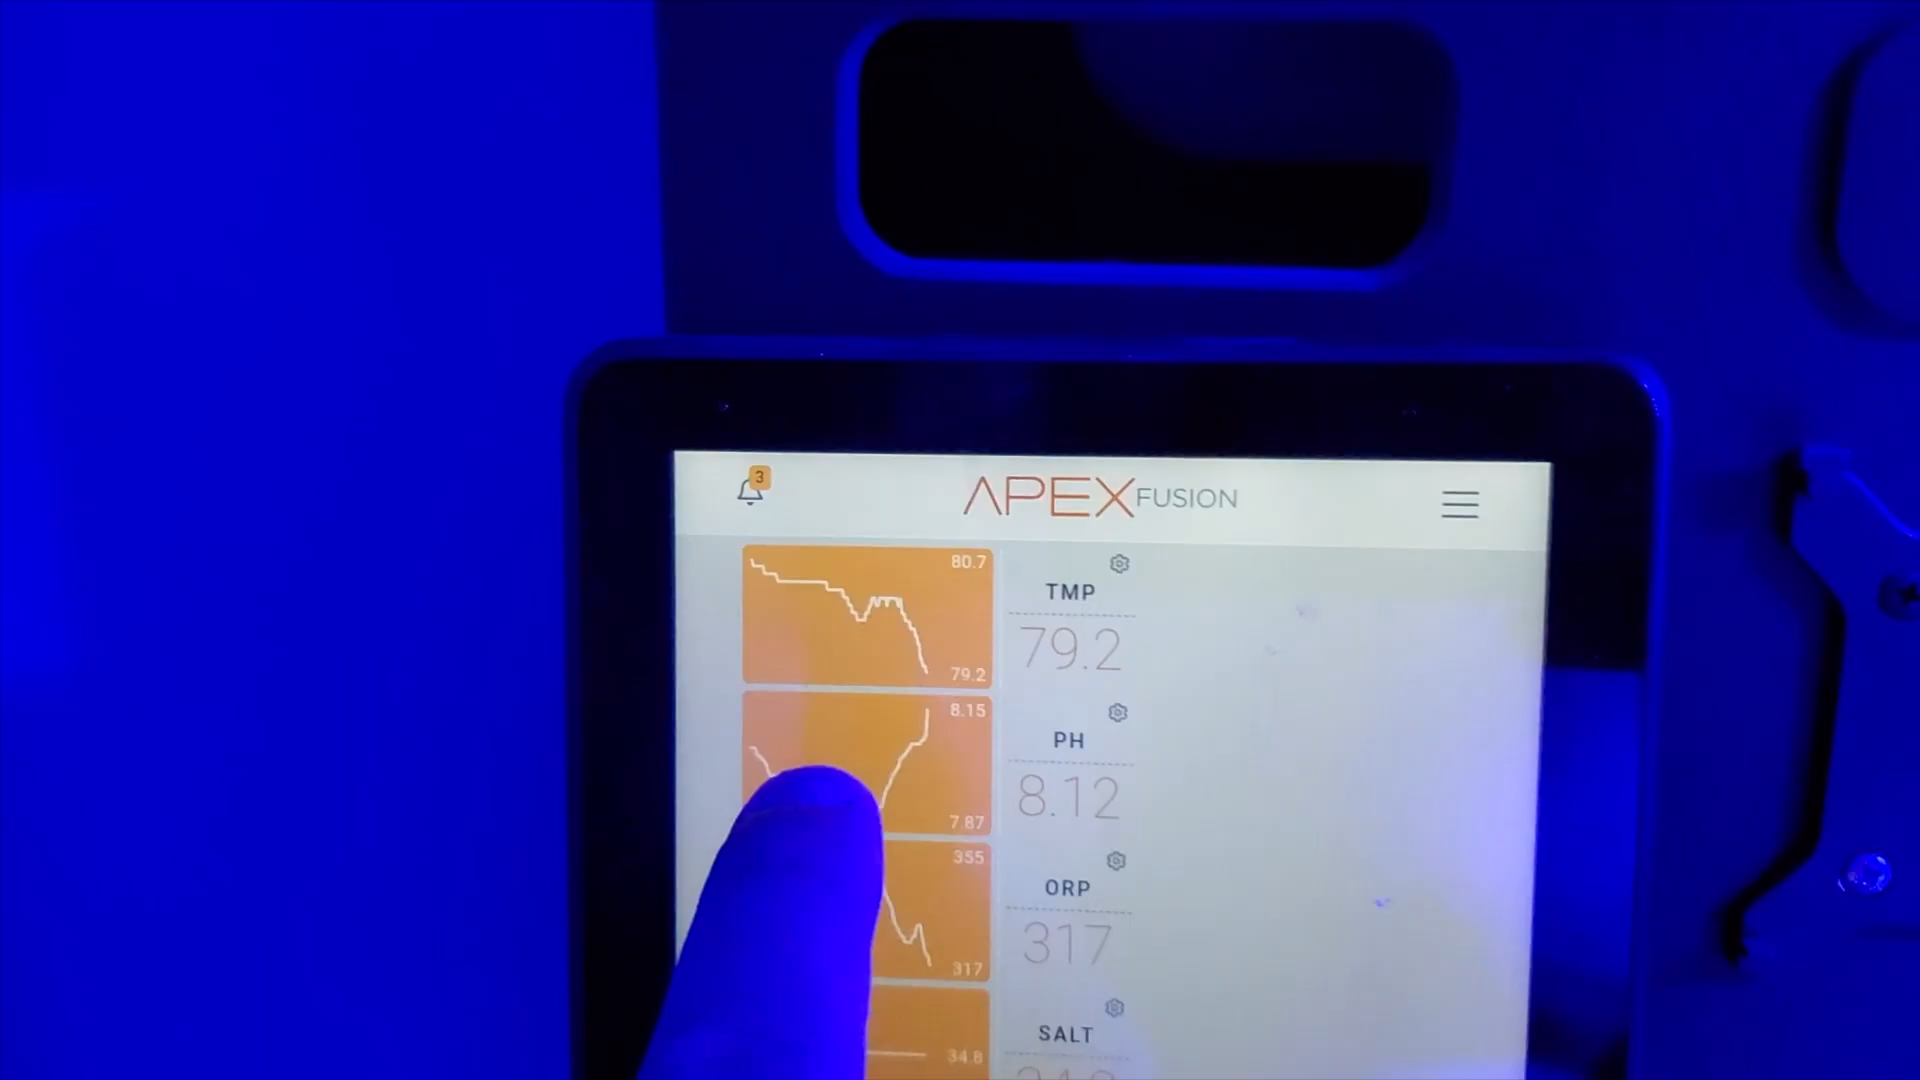 3
APEX FUSION
80.7
TMP
79.2
79.2
8.15
PH
8.12
7.87
355
ORP
317
317
SALT
34.8